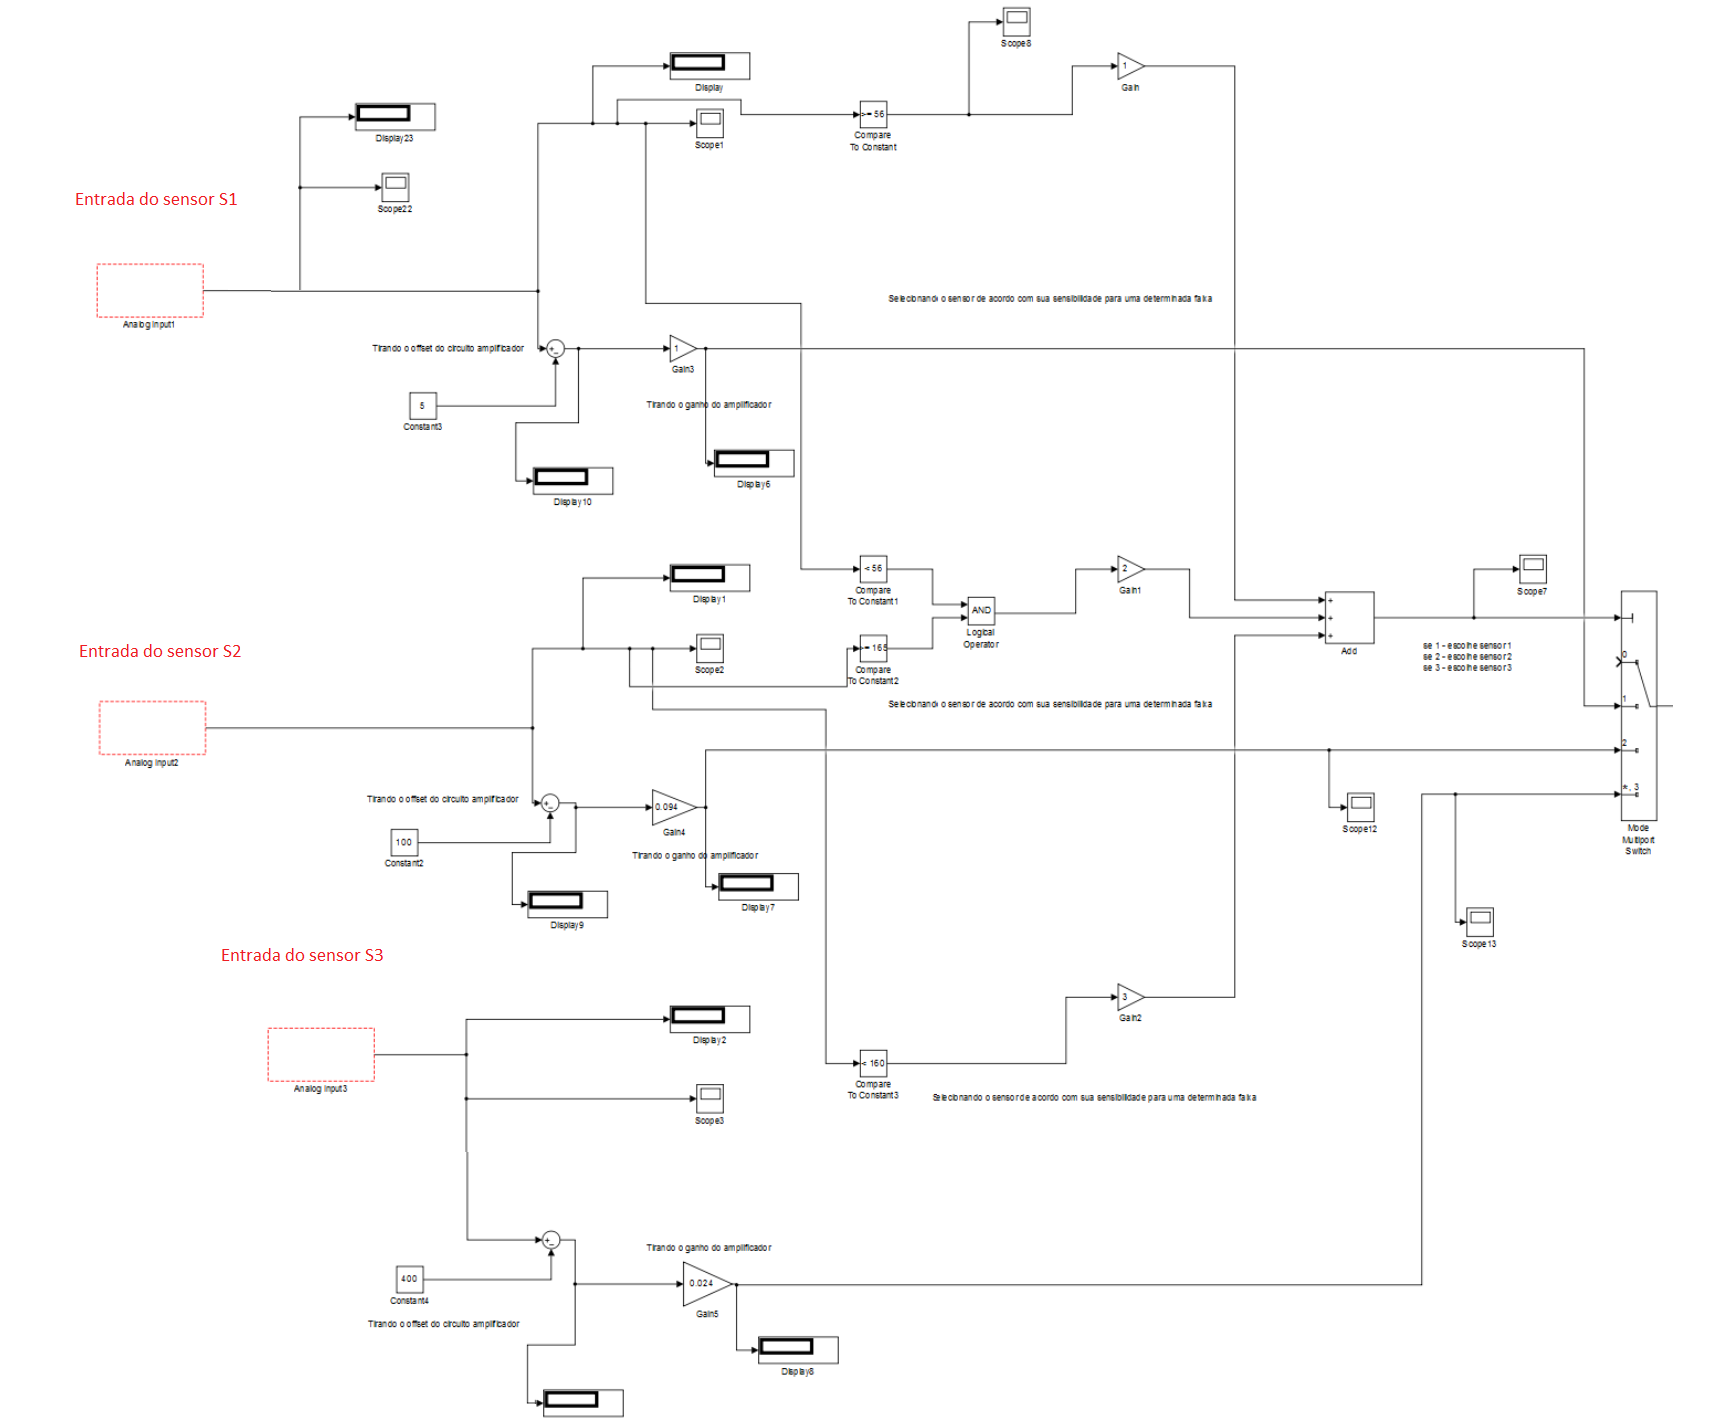 Scope8
Display
1
Gain
Display23
Scope1
>= 56
Compare
To Constant
Scope22
Entrada do sensor S1
Analog Input1
Selecionando o sensor de acordo com sua sensibilidade para uma determinada faixa
Tirando o offset do circuito amplificador
+
-
1
Gain3
5
Constant3
Tirando o ganho do amplificador
Display6
Display10
< 56
Compare
To Constant1
2
Gain1
Display1
AND
Logical
Operator
+
+
+
Add
Scope7
Entrada do sensor S2
Scope2
= 165
Compare
To Constant2
se 1 - escolhe sensor1
se 2 - escolhe sensor2
se 3 - escolhe sensor3
0
1
2
*, 3
Mode
Multiport
Switch
Selecionando o sensor de acordo com sua sensibilidade para uma determinada faixa
Analog Input2
Tirando o offset do circuito amplificador
+
-
0.094
Gain4
100
Constant2
Tirando o ganho do amplificador
Scope12
Display7
Display9
Scope13
Entrada do sensor S3
3
Gain2
Display2
Analog Input3
< 160
Compare
To Constant3
Selecionando o sensor de acordo com sua sensibilidade para uma determinada faixa
Scope3
+
-
Tirando o ganho do amplificador
400
Constant4
0.024
Gain5
Tirando o offset do circuito amplificador
Display8